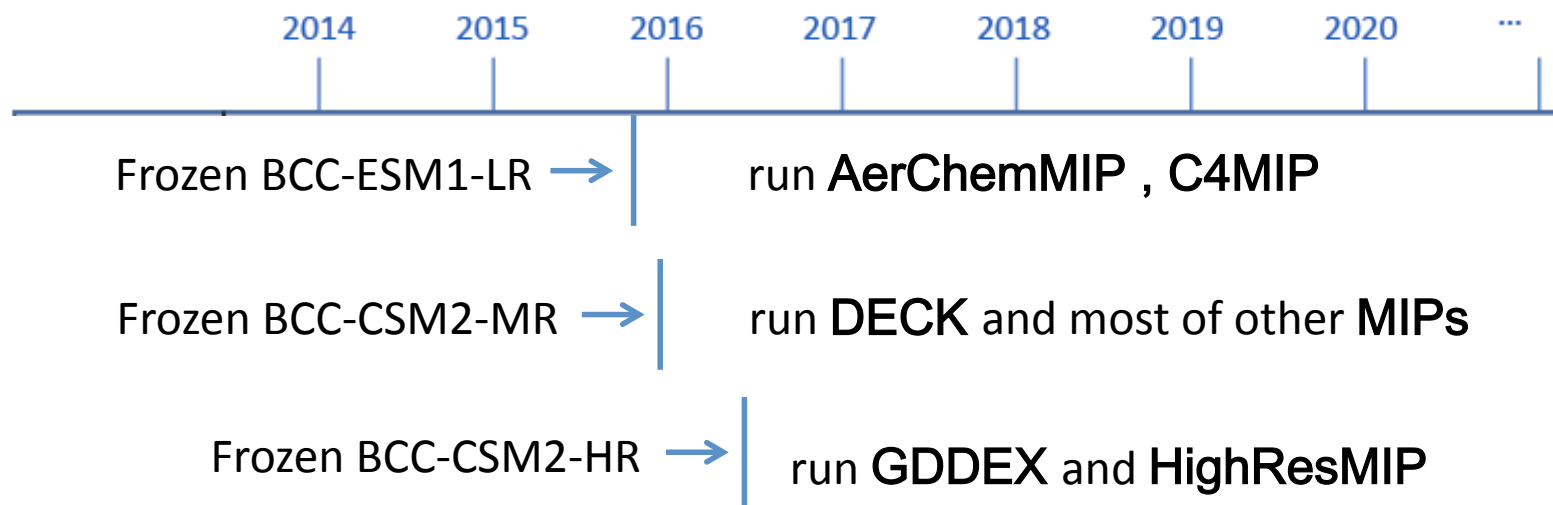 2014 2015 2016 2017 2018 2019 2020 ...
Frozen BCC-ESM1-LR → run AerChemMIP , C4MIP
Frozen BCC-CSM2-MR → run DECK and most of other MIPs
Frozen BCC-CSM2-HR → run GDDEX and HighResMIP